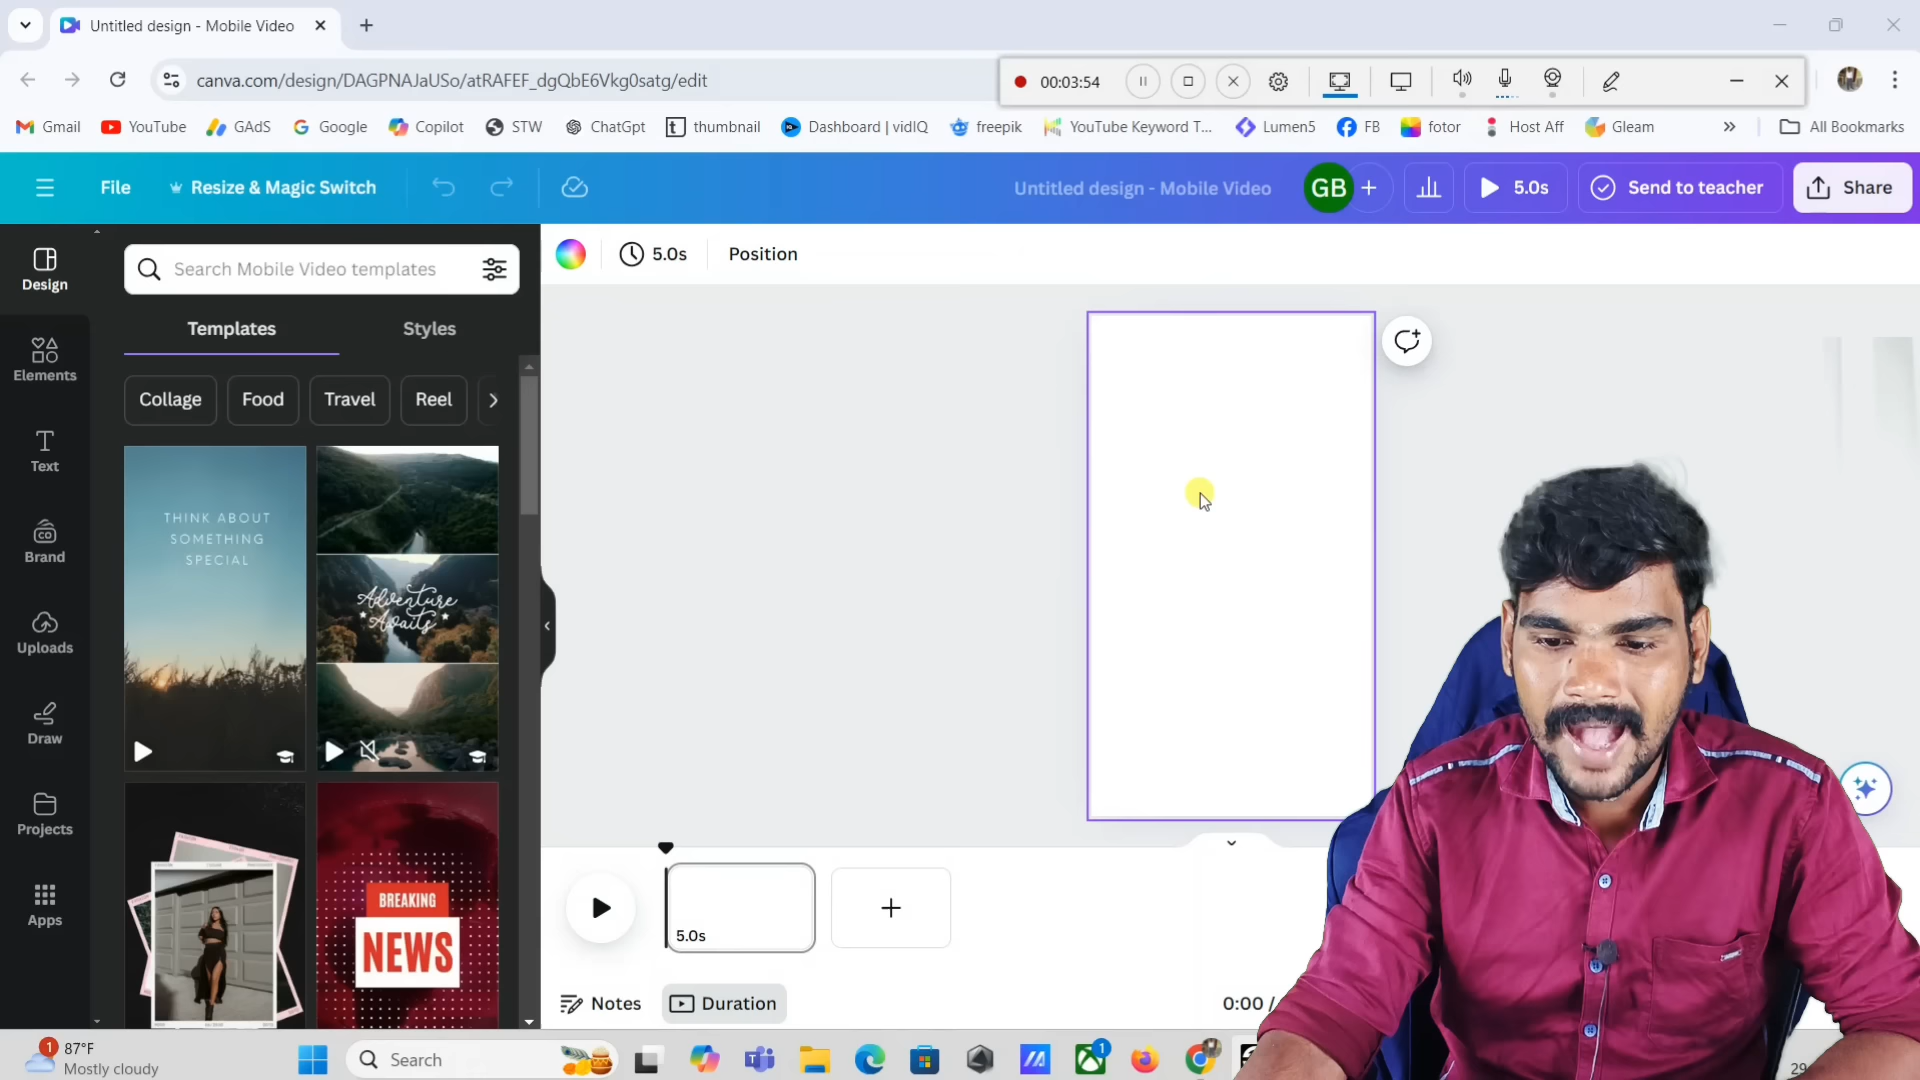 Untitled design - Mobile Video
canva.com/design/DAGPNAJaUSo/atRAFEF_dgQbE6Vkg0satg/edit
00:03:54
Gmail YouTube GAdS Google Copilot STW ChatGpt thumbnail Dashboard | vidIQ freepik YouTube Keyword T... Lumen5 FB fotor Host Aff Gleam » All Bookmarks
File Resize & Magic Switch Untitled design - Mobile Video GB 5.0s Send to teacher Share
5.0s Position
Design
Elements
Text
Brand
Uploads
Draw
Projects
Apps
Search Mobile Video templates
Templates Styles
Collage Food Travel Reel
THINK ABOUT
SOMETHING
SPECIAL
Adventure
Awaits
BREAKING
NEWS
5.0s
Notes Duration 0:00 /
1
87°F
Mostly cloudy
Search
1
29